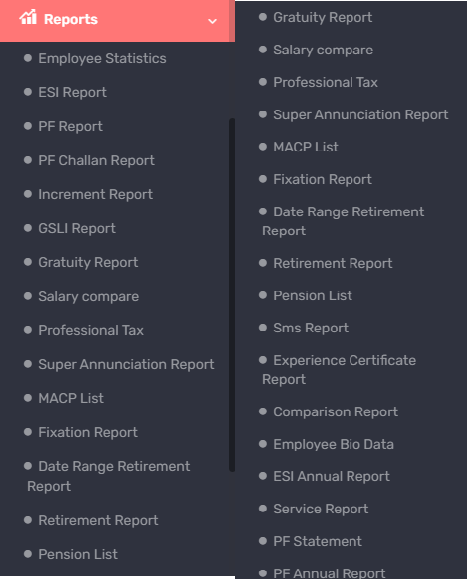 Reports
Employee Statistics
ESI Report
PF Report
PF Challan Report
Increment Report
GSLI Report
Gratuity Report
Salary compare
Professional Tax
Super Annunciation Report
MACP List
Fixation Report
Date Range Retirement
Report
Retirement Report
Pension List
Gratuity Report
Salary compare
Professional Tax
Super Annunciation Report
MACP List
Fixation Report
Date Range Retirement
Report
Retirement Report
Pension List
Sms Report
Experience Certificate
Report
Comparison Report
Employee Bio Data
ESI Annual Report
Service Report
PF Statement
PF Annual Report